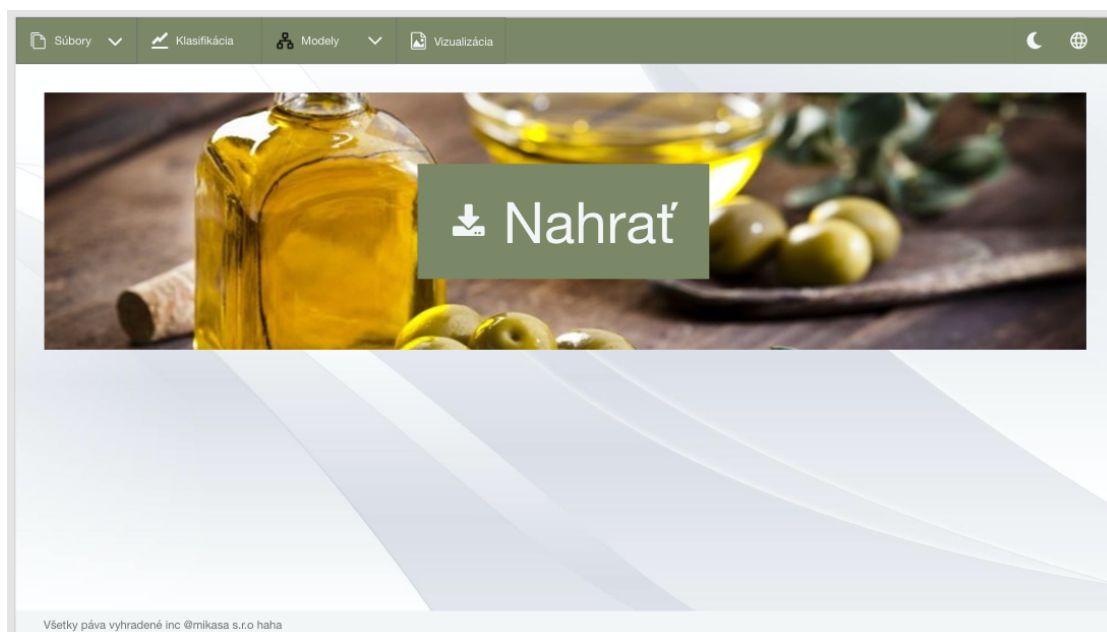 Súbory
Klasifikácia
Modely
Vizualizácia
Nahrať
Všetky páva vyhradené inc @mikasa s.r.o haha